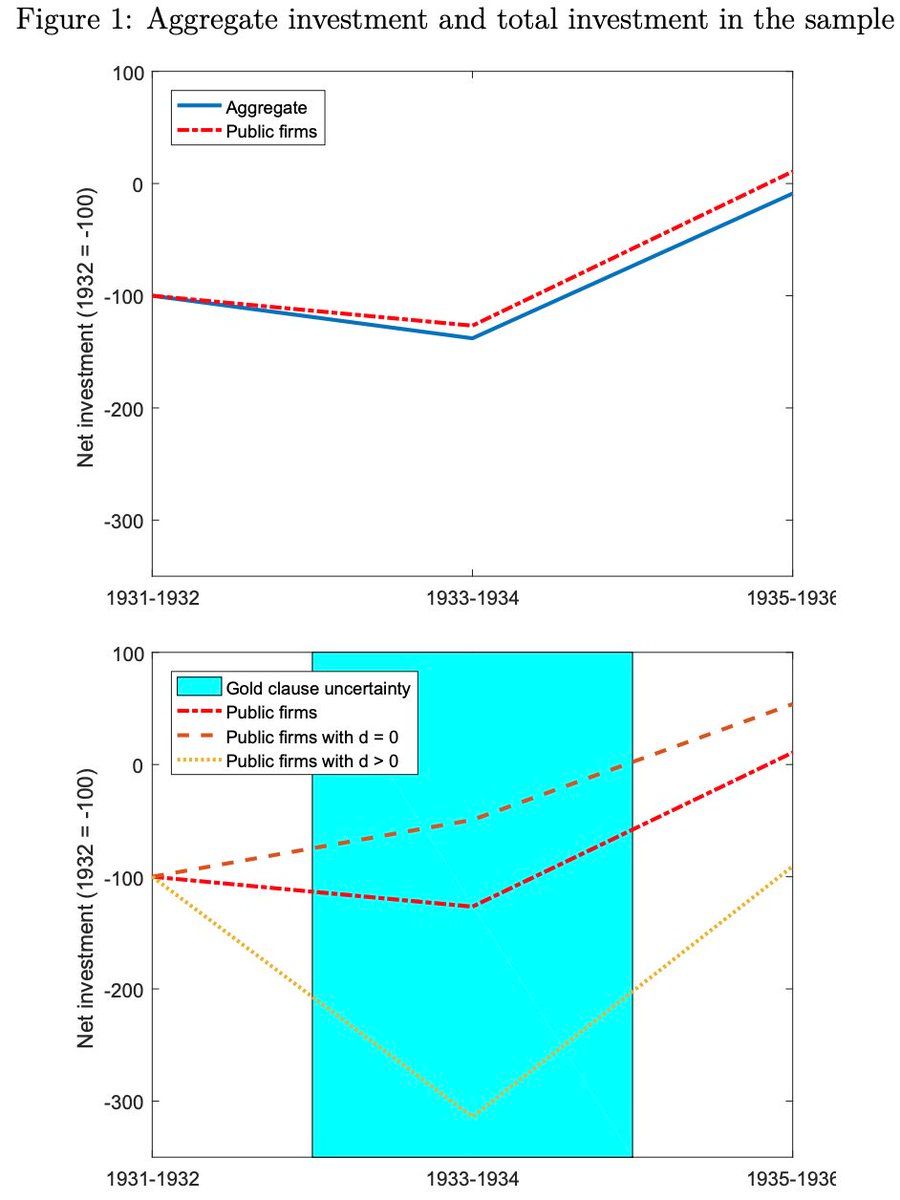 Figure 1: Aggregate investment and total investment in the sample
100
0
-100
-200
-300
Net investment (1932 = -100)
Aggregate
Public firms
1931-1932
1933-1934
1935-1936
100
0
-100
-200
-300
Net investment (1932 = -100)
Gold clause uncertainty
Public firms
Public firms with d = 0
Public firms with d > 0
1931-1932
1933-1934
1935-1936